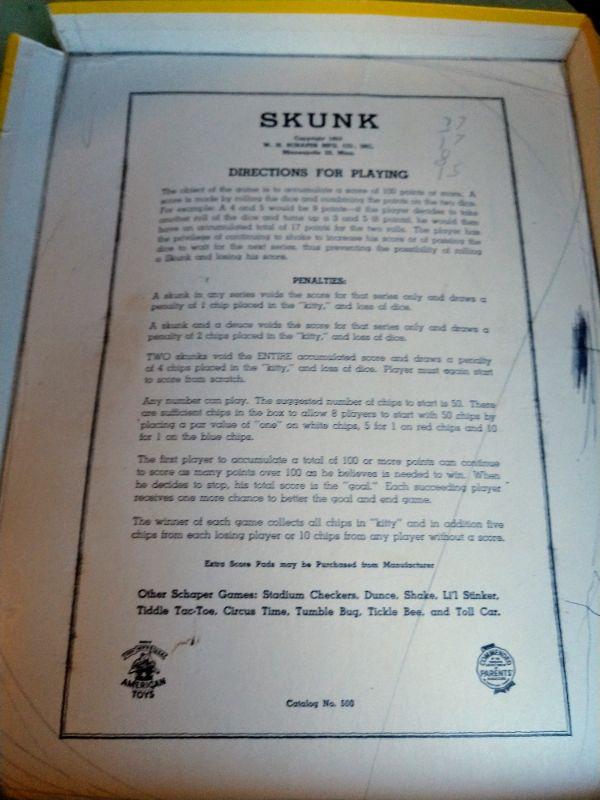 SKUNK
37
17
8
15
Copyright 1953
W. H. SCHAPER MFG. CO., INC.
Minneapolis Minn.
DIRECTIONS FOR PLAYING
The object of the game is to accumulate a score of 100 points or more. A
score is made by rolling the dice and combining the points on the two dice.
For example: A 4 and 5 would be 9 points—if the player decides to take
another roll of the dice and turns up a 3 and 5 (8 points), he would then
have an accumulated total of 17 points for the two rolls. The player has
the privilege of continuing to shake to increase his score or of passing the
dice to wait for the next series, thus preventing the possibility of rolling
a Skunk and losing his score.
PENALTIES:
A skunk in any series voids the score for that series only and draws a
penalty of 1 chip placed in the "kitty," and loss of dice.
A skunk and a deuce voids the score for that series only and draws a
penalty of 2 chips placed in the "kitty," and loss of dice.
TWO skunks void the ENTIRE accumulated score and draws a penalty
of 4 chips placed in the "kitty," and loss of dice. Player must again start
to score from scratch.
Any number can play. The suggested number of chips to start is 50. There
are sufficient chips in the box to allow 8 players to start with 50 chips by
placing a par value of "one" on white chips, 5 for 1 on red chips and 10
for 1 on the blue chips.
The first player to accumulate a total of 100 or more points can continue
to score as many points over 100 as he believes is needed to win. When
he decides to stop, his total score is the "goal." Each succeeding player
receives one more chance to better the goal and end game.
The winner of each game collects all chips in "kitty" and in addition five
chips from each losing player or 10 chips from any player without a score.
Extra Score Pads may be Purchased from Manufacturer
Other Schaper Games: Stadium Checkers, Dunce, Shake, Li'l Stinker,
Tiddle Tac-Toe, Circus Time, Tumble Bug, Tickle Bee, and Toll Car.
AMERICAN
TOYS
COMMENDED
PARENTS'
Catalog No. 500